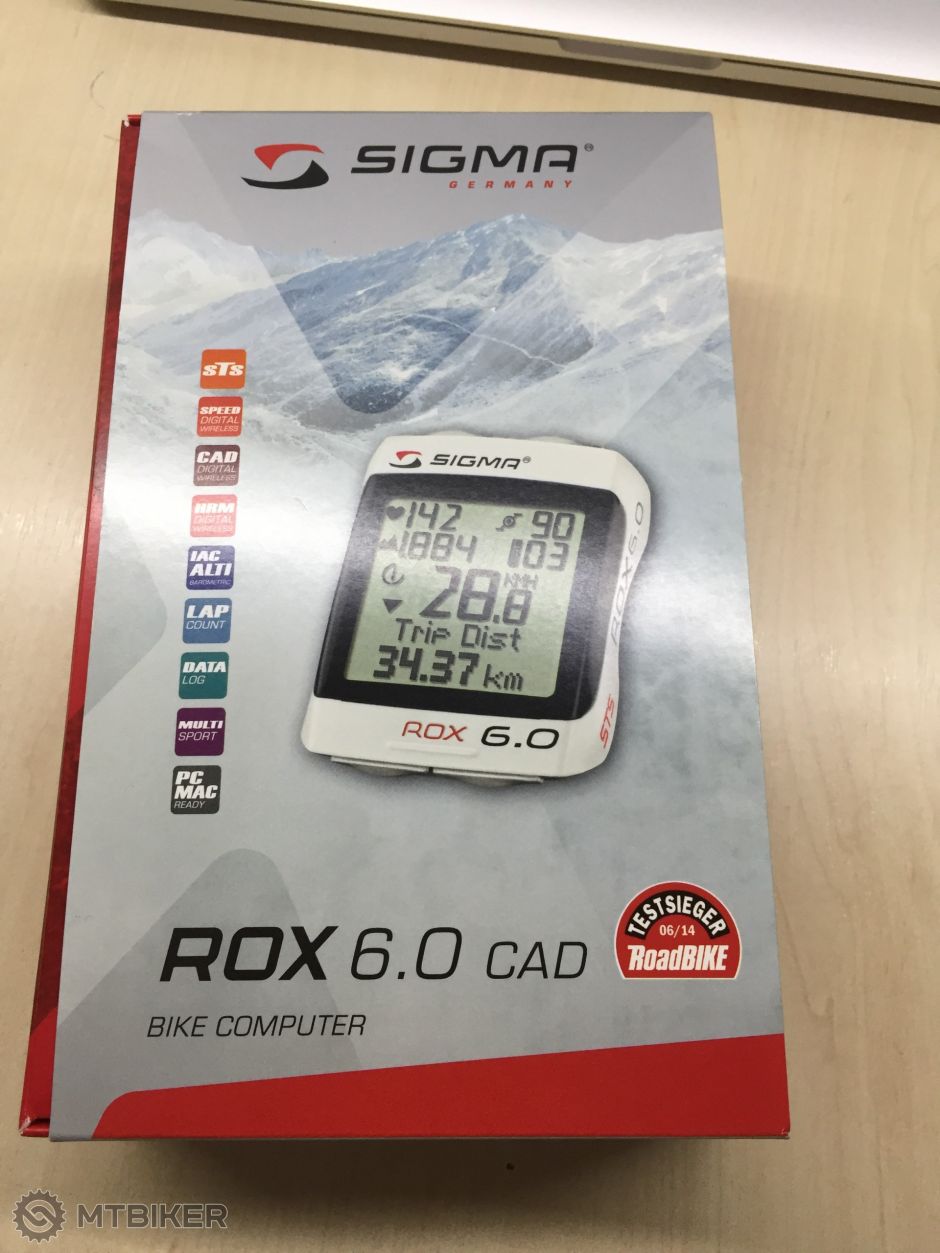 SIGMA®
GERMANY
sTs
SPEED
DIGITAL
WIRELESS
CAD
DIGITAL
WIRELESS
HRM
DIGITAL
WIRELESS
IAC
ALTI
BAROMETRIC
LAP
COUNT
DATA
LOG
MULTI
SPORT
PC
MAC
READY
SIGMA®
142 90
1884 103
28.8 KMH
Trip Dist
34.37 km
ROX 6.0
ROX 6.0
STS
ROX 6.0 CAD
BIKE COMPUTER
TESTSIEGER
06/14
RoadBIKE
MTBIKER